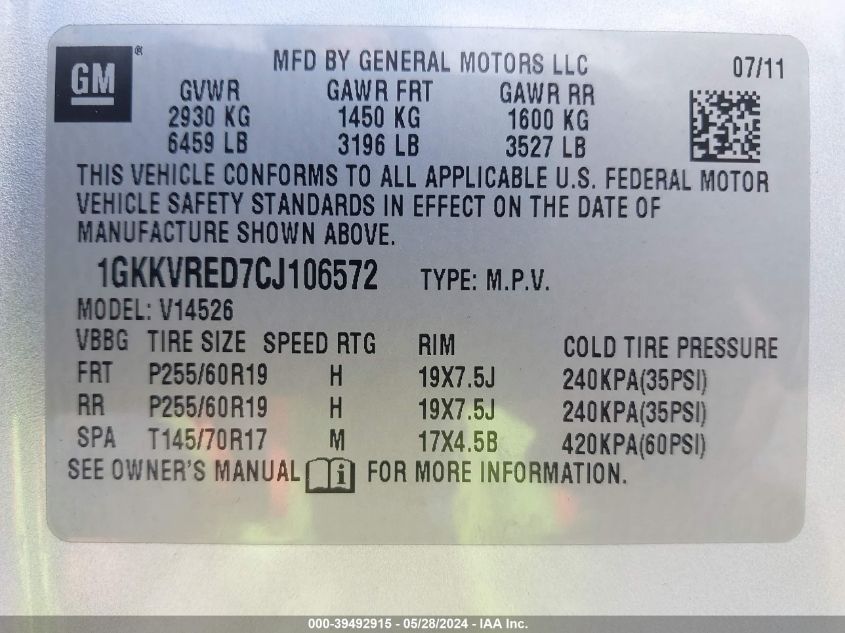 GM ®
MFD BY GENERAL MOTORS LLC 07/11
GVWR GAWR FRT GAWR RR
2930 KG 1450 KG 1600 KG
6459 LB 3196 LB 3527 LB
THIS VEHICLE CONFORMS TO ALL APPLICABLE U.S. FEDERAL MOTOR
VEHICLE SAFETY STANDARDS IN EFFECT ON THE DATE OF
MANUFACTURE SHOWN ABOVE.
1GKKVRED7CJ106572 TYPE: M.P.V.
MODEL: V14526
VBBG TIRE SIZE SPEED RTG RIM COLD TIRE PRESSURE
FRT P255/60R19 H 19X7.5J 240KPA(35PSI)
RR P255/60R19 H 19X7.5J 240KPA(35PSI)
SPA T145/70R17 M 17X4.5B 420KPA(60PSI)
SEE OWNER'S MANUAL i FOR MORE INFORMATION.
000-39492915 - 05/28/2024 - IAA Inc.